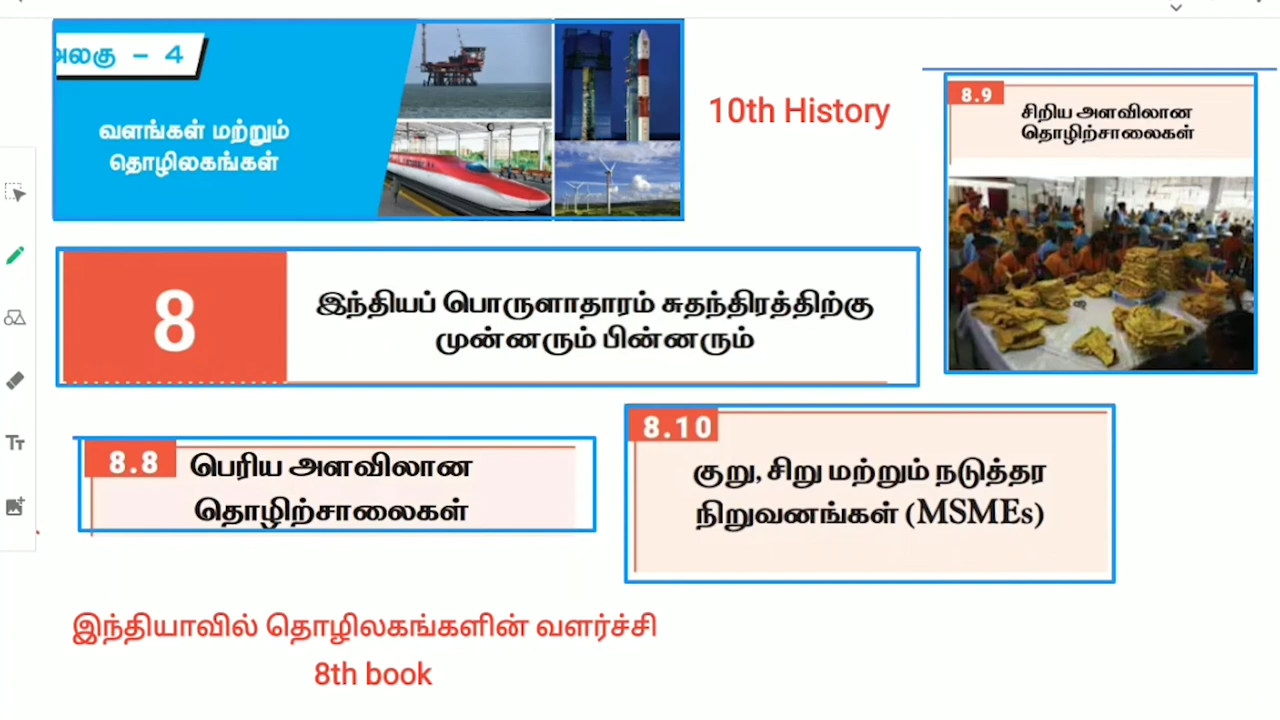 அலகு - 4
வளங்கள் மற்றும்
தொழிலகங்கள்
10th History
8.9
சிறிய அளவிலான
தொழிற்சாலைகள்
8
இந்தியப் பொருளாதாரம் சுதந்திரத்திற்கு
முன்னரும் பின்னரும்
8.8
பெரிய அளவிலான
தொழிற்சாலைகள்
8.10
குறு, சிறு மற்றும் நடுத்தர
நிறுவனங்கள் (MSMEs)
Tт
இந்தியாவில் தொழிலகங்களின் வளர்ச்சி
8th book